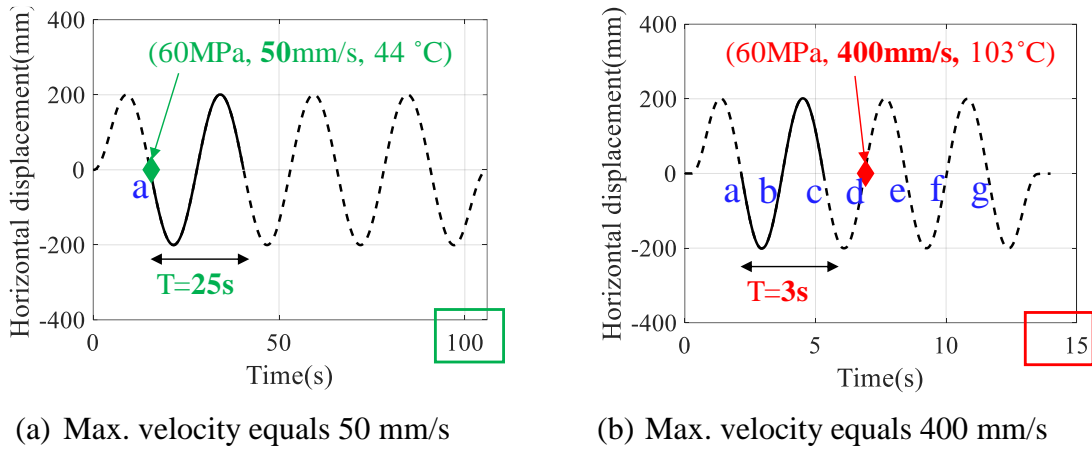 Horizontal displacement(mm)
400
200
0
-200
-400
(60MPa, 50mm/s, 44 ˚C)
a
T=25s
0
50
100
Time(s)
(a) Max. velocity equals 50 mm/s
Horizontal displacement(mm)
400
200
0
-200
-400
(60MPa, 400mm/s, 103˚C)
a b c d e f g
T=3s
0
5
10
15
Time(s)
(b) Max. velocity equals 400 mm/s